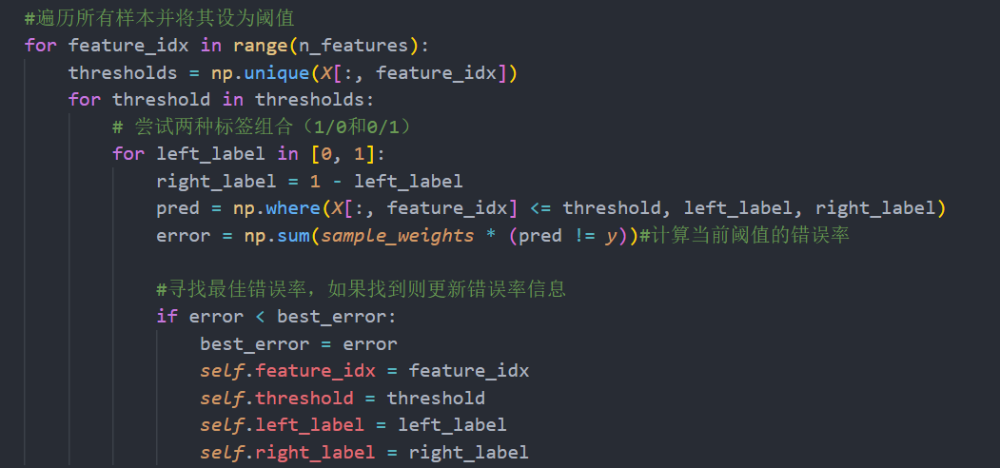 #遍历所有样本并将其设为阈值
for feature_idx in range(n_features):
    thresholds = np.unique(X[:, feature_idx])
    for threshold in thresholds:
        # 尝试两种标签组合（1/0和0/1）
        for left_label in [0, 1]:
            right_label = 1 - left_label
            pred = np.where(X[:, feature_idx] <= threshold, left_label, right_label)
            error = np.sum(sample_weights * (pred != y))#计算当前阈值的错误率
            #寻找最佳错误率，如果找到则更新错误率信息
            if error < best_error:
                best_error = error
                self.feature_idx = feature_idx
                self.threshold = threshold
                self.left_label = left_label
                self.right_label = right_label